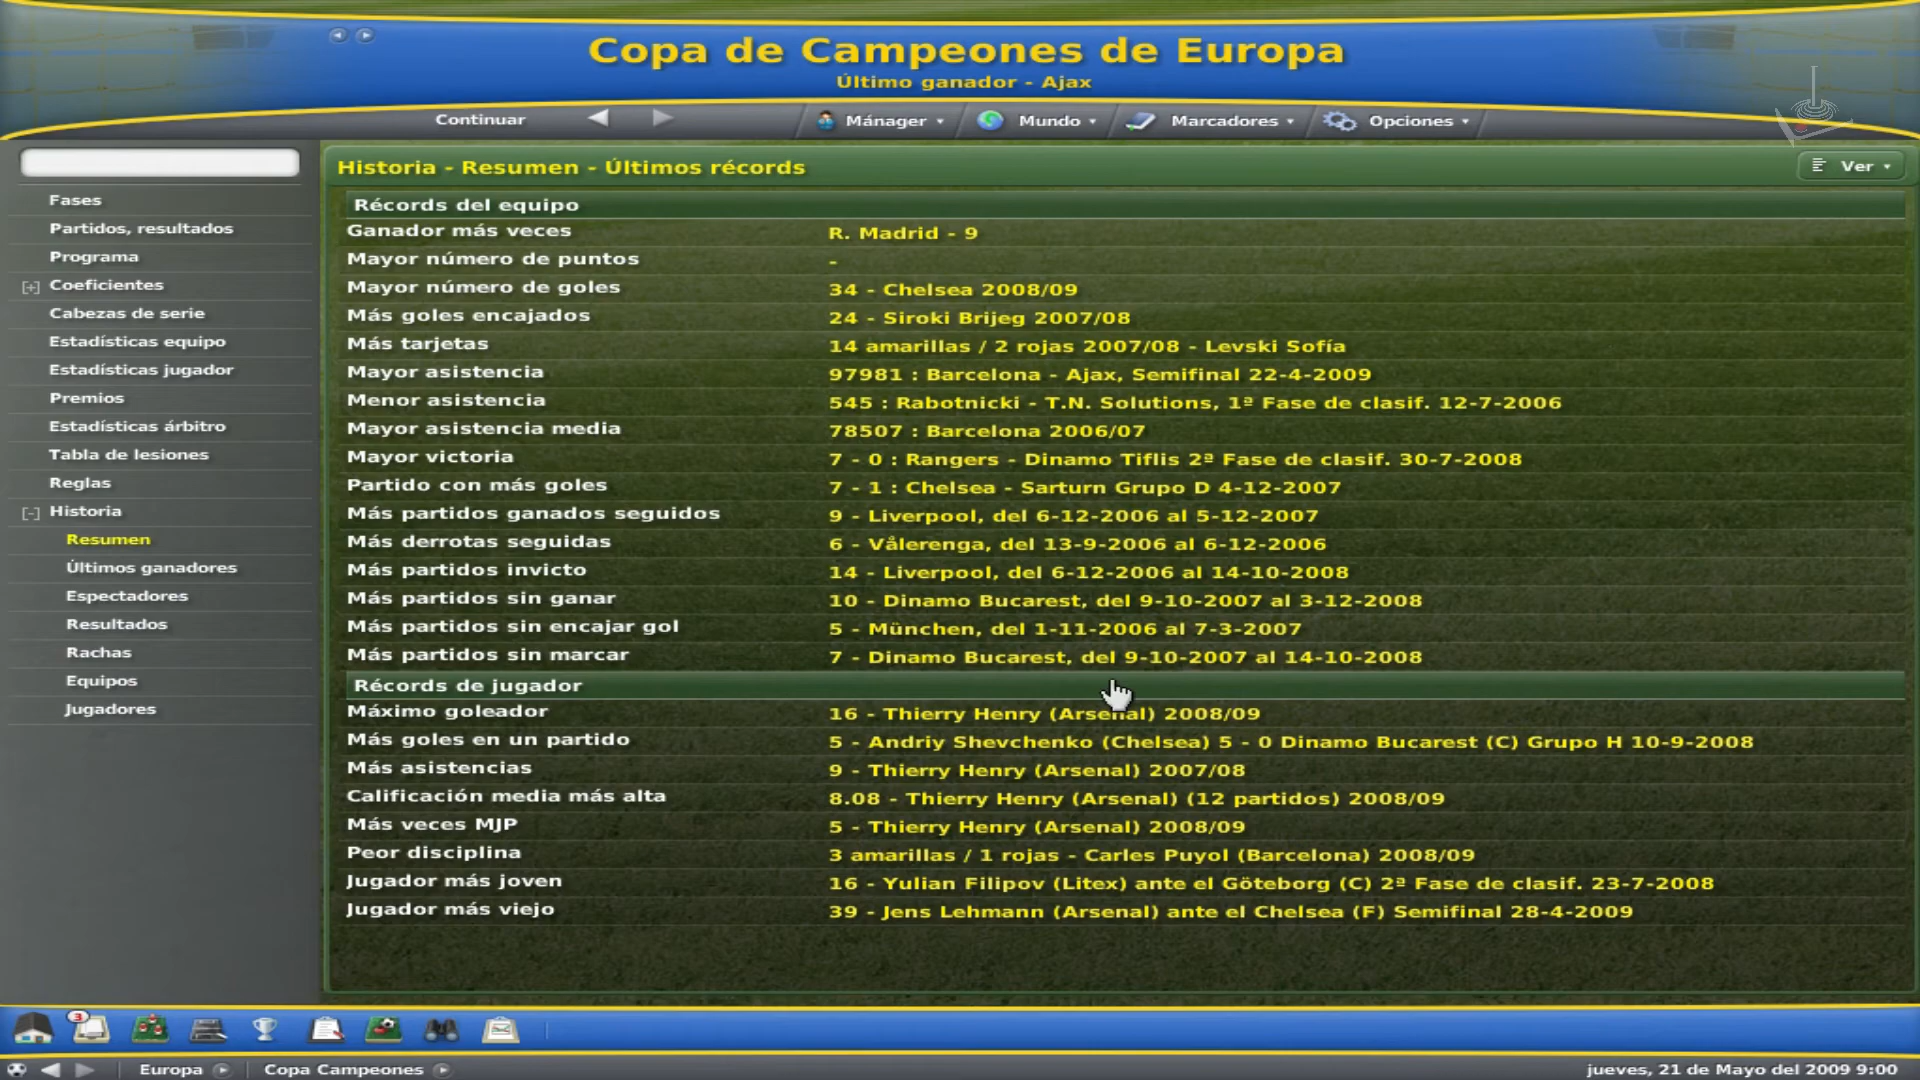 Copa de Campeones de Europa
Último ganador - Ajax
Continuar
Mánager
Mundo
Marcadores
Opciones
Historia - Resumen - Últimos récords
Ver
Fases
Partidos, resultados
Programa
[+] Coeficientes
Cabezas de serie
Estadísticas equipo
Estadísticas jugador
Premios
Estadísticas árbitro
Tabla de lesiones
Reglas
[-] Historia
Resumen
Últimos ganadores
Espectadores
Resultados
Rachas
Equipos
Jugadores
Récords del equipo
Ganador más veces R. Madrid - 9
Mayor número de puntos -
Mayor número de goles 34 - Chelsea 2008/09
Más goles encajados 24 - Siroki Brijeg 2007/08
Más tarjetas 14 amarillas / 2 rojas 2007/08 - Levski Sofía
Mayor asistencia 97981 : Barcelona - Ajax, Semifinal 22-4-2009
Menor asistencia 545 : Rabotnicki - T.N. Solutions, 1ª Fase de clasif. 12-7-2006
Mayor asistencia media 78507 : Barcelona 2006/07
Mayor victoria 7 - 0 : Rangers - Dinamo Tiflis 2ª Fase de clasif. 30-7-2008
Partido con más goles 7 - 1 : Chelsea - Sarturn Grupo D 4-12-2007
Más partidos ganados seguidos 9 - Liverpool, del 6-12-2006 al 5-12-2007
Más derrotas seguidas 6 - Vålerenga, del 13-9-2006 al 6-12-2006
Más partidos invicto 14 - Liverpool, del 6-12-2006 al 14-10-2008
Más partidos sin ganar 10 - Dinamo Bucarest, del 9-10-2007 al 3-12-2008
Más partidos sin encajar gol 5 - München, del 1-11-2006 al 7-3-2007
Más partidos sin marcar 7 - Dinamo Bucarest, del 9-10-2007 al 14-10-2008
Récords de jugador
Máximo goleador 16 - Thierry Henry (Arsenal) 2008/09
Más goles en un partido 5 - Andriy Shevchenko (Chelsea) 5 - 0 Dinamo Bucarest (C) Grupo H 10-9-2008
Más asistencias 9 - Thierry Henry (Arsenal) 2007/08
Calificación media más alta 8.08 - Thierry Henry (Arsenal) (12 partidos) 2008/09
Más veces MJP 5 - Thierry Henry (Arsenal) 2008/09
Peor disciplina 3 amarillas / 1 rojas - Carles Puyol (Barcelona) 2008/09
Jugador más joven 16 - Yulian Filipov (Litex) ante el Göteborg (C) 2ª Fase de clasif. 23-7-2008
Jugador más viejo 39 - Jens Lehmann (Arsenal) ante el Chelsea (F) Semifinal 28-4-2009
3
Europa
Copa Campeones
jueves, 21 de Mayo del 2009 9:00